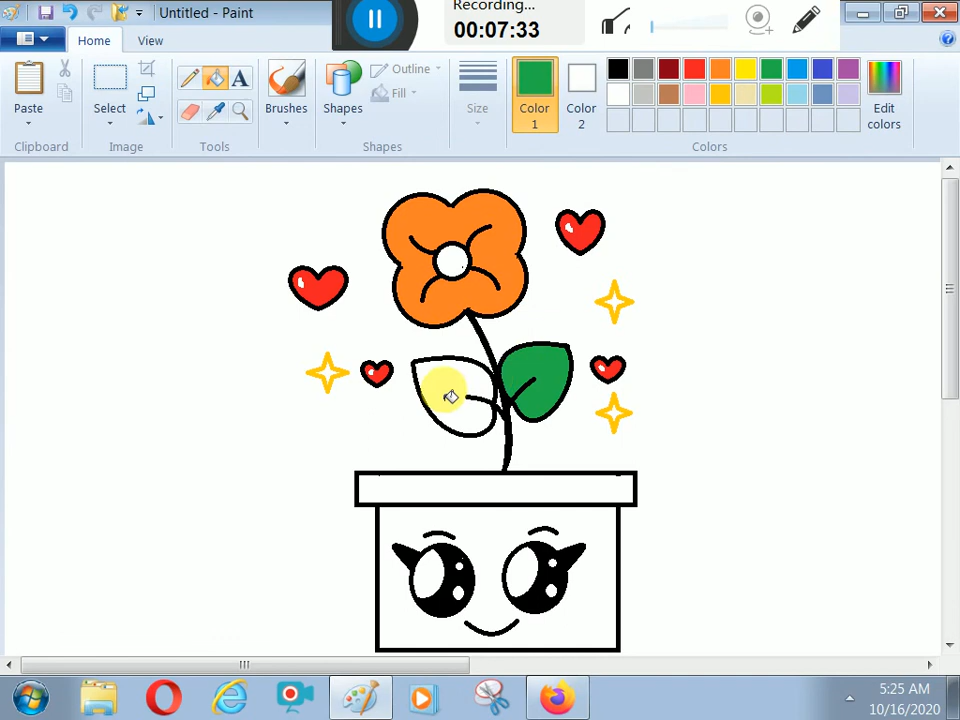 Untitled - Paint
Recording...
00:07:33
Home
View
Paste
Select
Outline
Fill
Brushes
Shapes
Size
Color
1
Color
2
Edit
colors
Clipboard
Image
Tools
Shapes
Colors
5:25 AM
10/16/2020